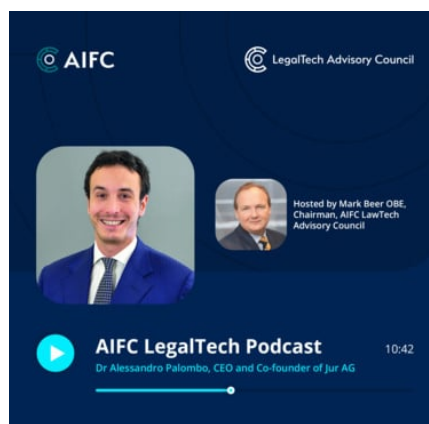 AIFC
LegalTech Advisory Council
Hosted by Mark Beer OBE,
Chairman, AIFC LawTech
Advisory Council
AIFC LegalTech Podcast
10:42
Dr Alessandro Palombo, CEO and Co-founder of Jur AG